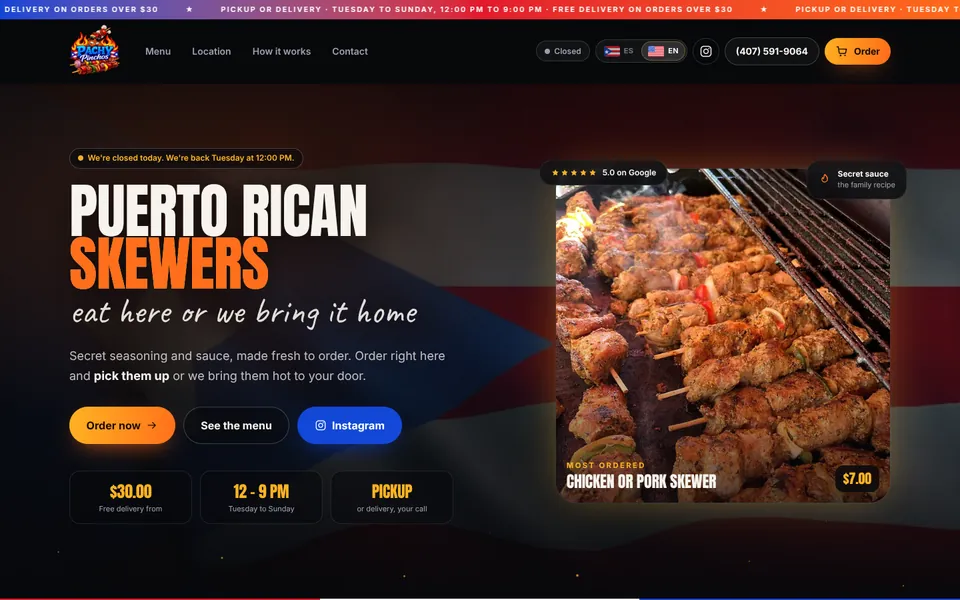 DELIVERY ON ORDERS OVER $30 ★ PICKUP OR DELIVERY · TUESDAY TO SUNDAY, 12:00 PM TO 9:00 PM · FREE DELIVERY ON ORDERS OVER $30 ★ PICKUP OR DELIVERY · TUESDAY
PACHY
Pinchos
Menu
Location
How it works
Contact
Closed
ES
EN
(407) 591-9064
Order
We're closed today. We're back Tuesday at 12:00 PM.
PUERTO RICAN
SKEWERS
eat here or we bring it home
Secret seasoning and sauce, made fresh to order. Order right here
and pick them up or we bring them hot to your door.
Order now →
See the menu
Instagram
$30.00
Free delivery from
12 - 9 PM
Tuesday to Sunday
PICKUP
or delivery, your call
★★★★★ 5.0 on Google
Secret sauce
the family recipe
MOST ORDERED
CHICKEN OR PORK SKEWER
$7.00